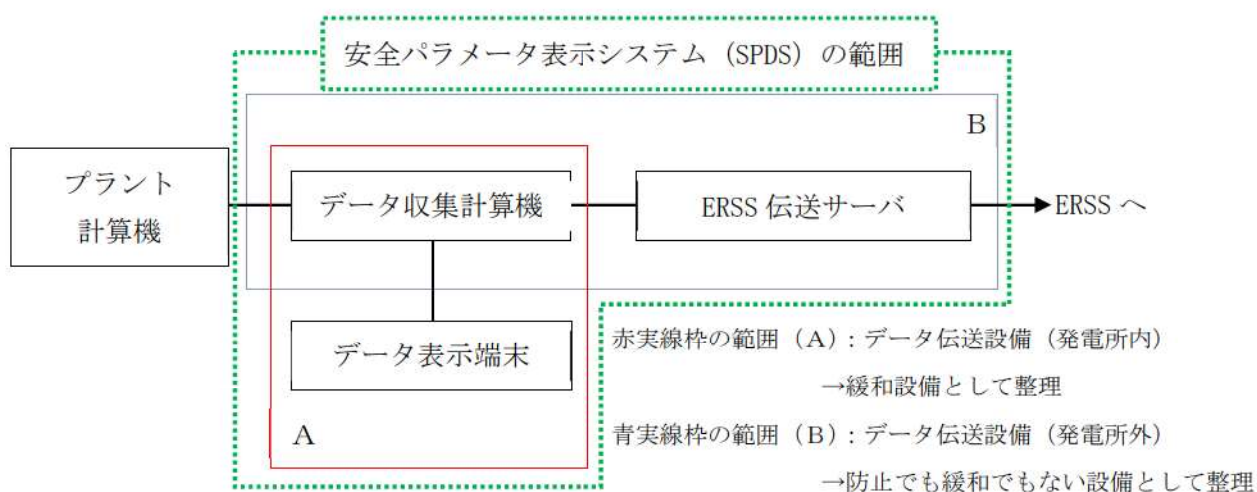 安全パラメータ表示システム (SPDS) の範囲
B
プラント
計算機
データ収集計算機
ERSS 伝送サーバ
ERSS へ
データ表示端末
A
赤実線枠の範囲（A）：データ伝送設備（発電所内）
→緩和設備として整理
青実線枠の範囲（B）：データ伝送設備（発電所外）
→防止でも緩和でもない設備として整理